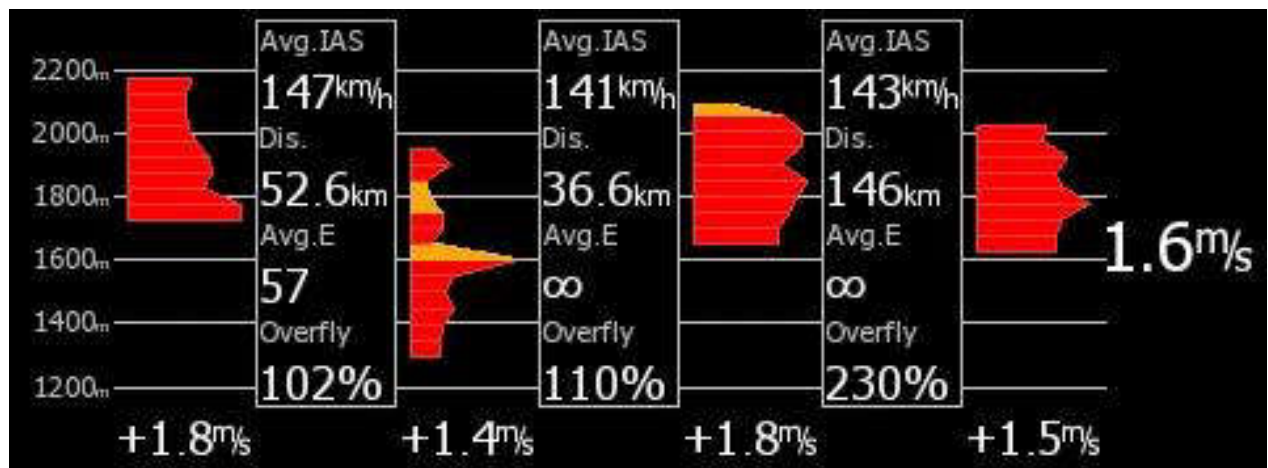 Avg.IAS Avg.IAS Avg.IAS
2200m
147km/h 141km/h 143km/h
2000m Dis. Dis. Dis.
1800m 52.6km 36.6km 146km
Avg.E Avg.E Avg.E
1600m 1.6m/s
57 ∞ ∞
1400m Overfly Overfly Overfly
1200m 102% 110% 230%
+1.8m/s +1.4m/s +1.8m/s +1.5m/s